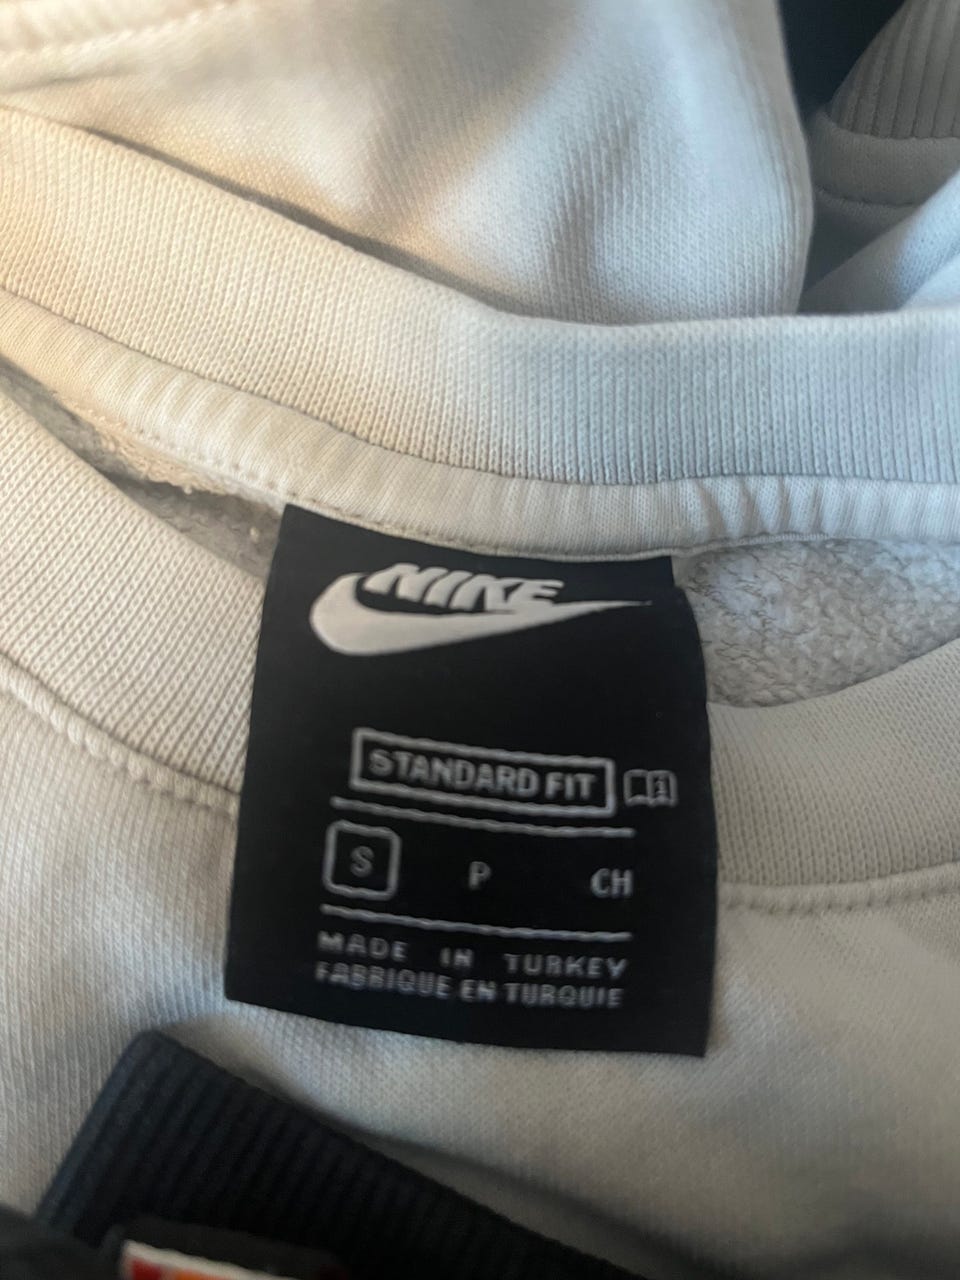 NIKE
STANDARD FIT
S P CH
MADE IN TURKEY
FABRIQUE EN TURQUIE